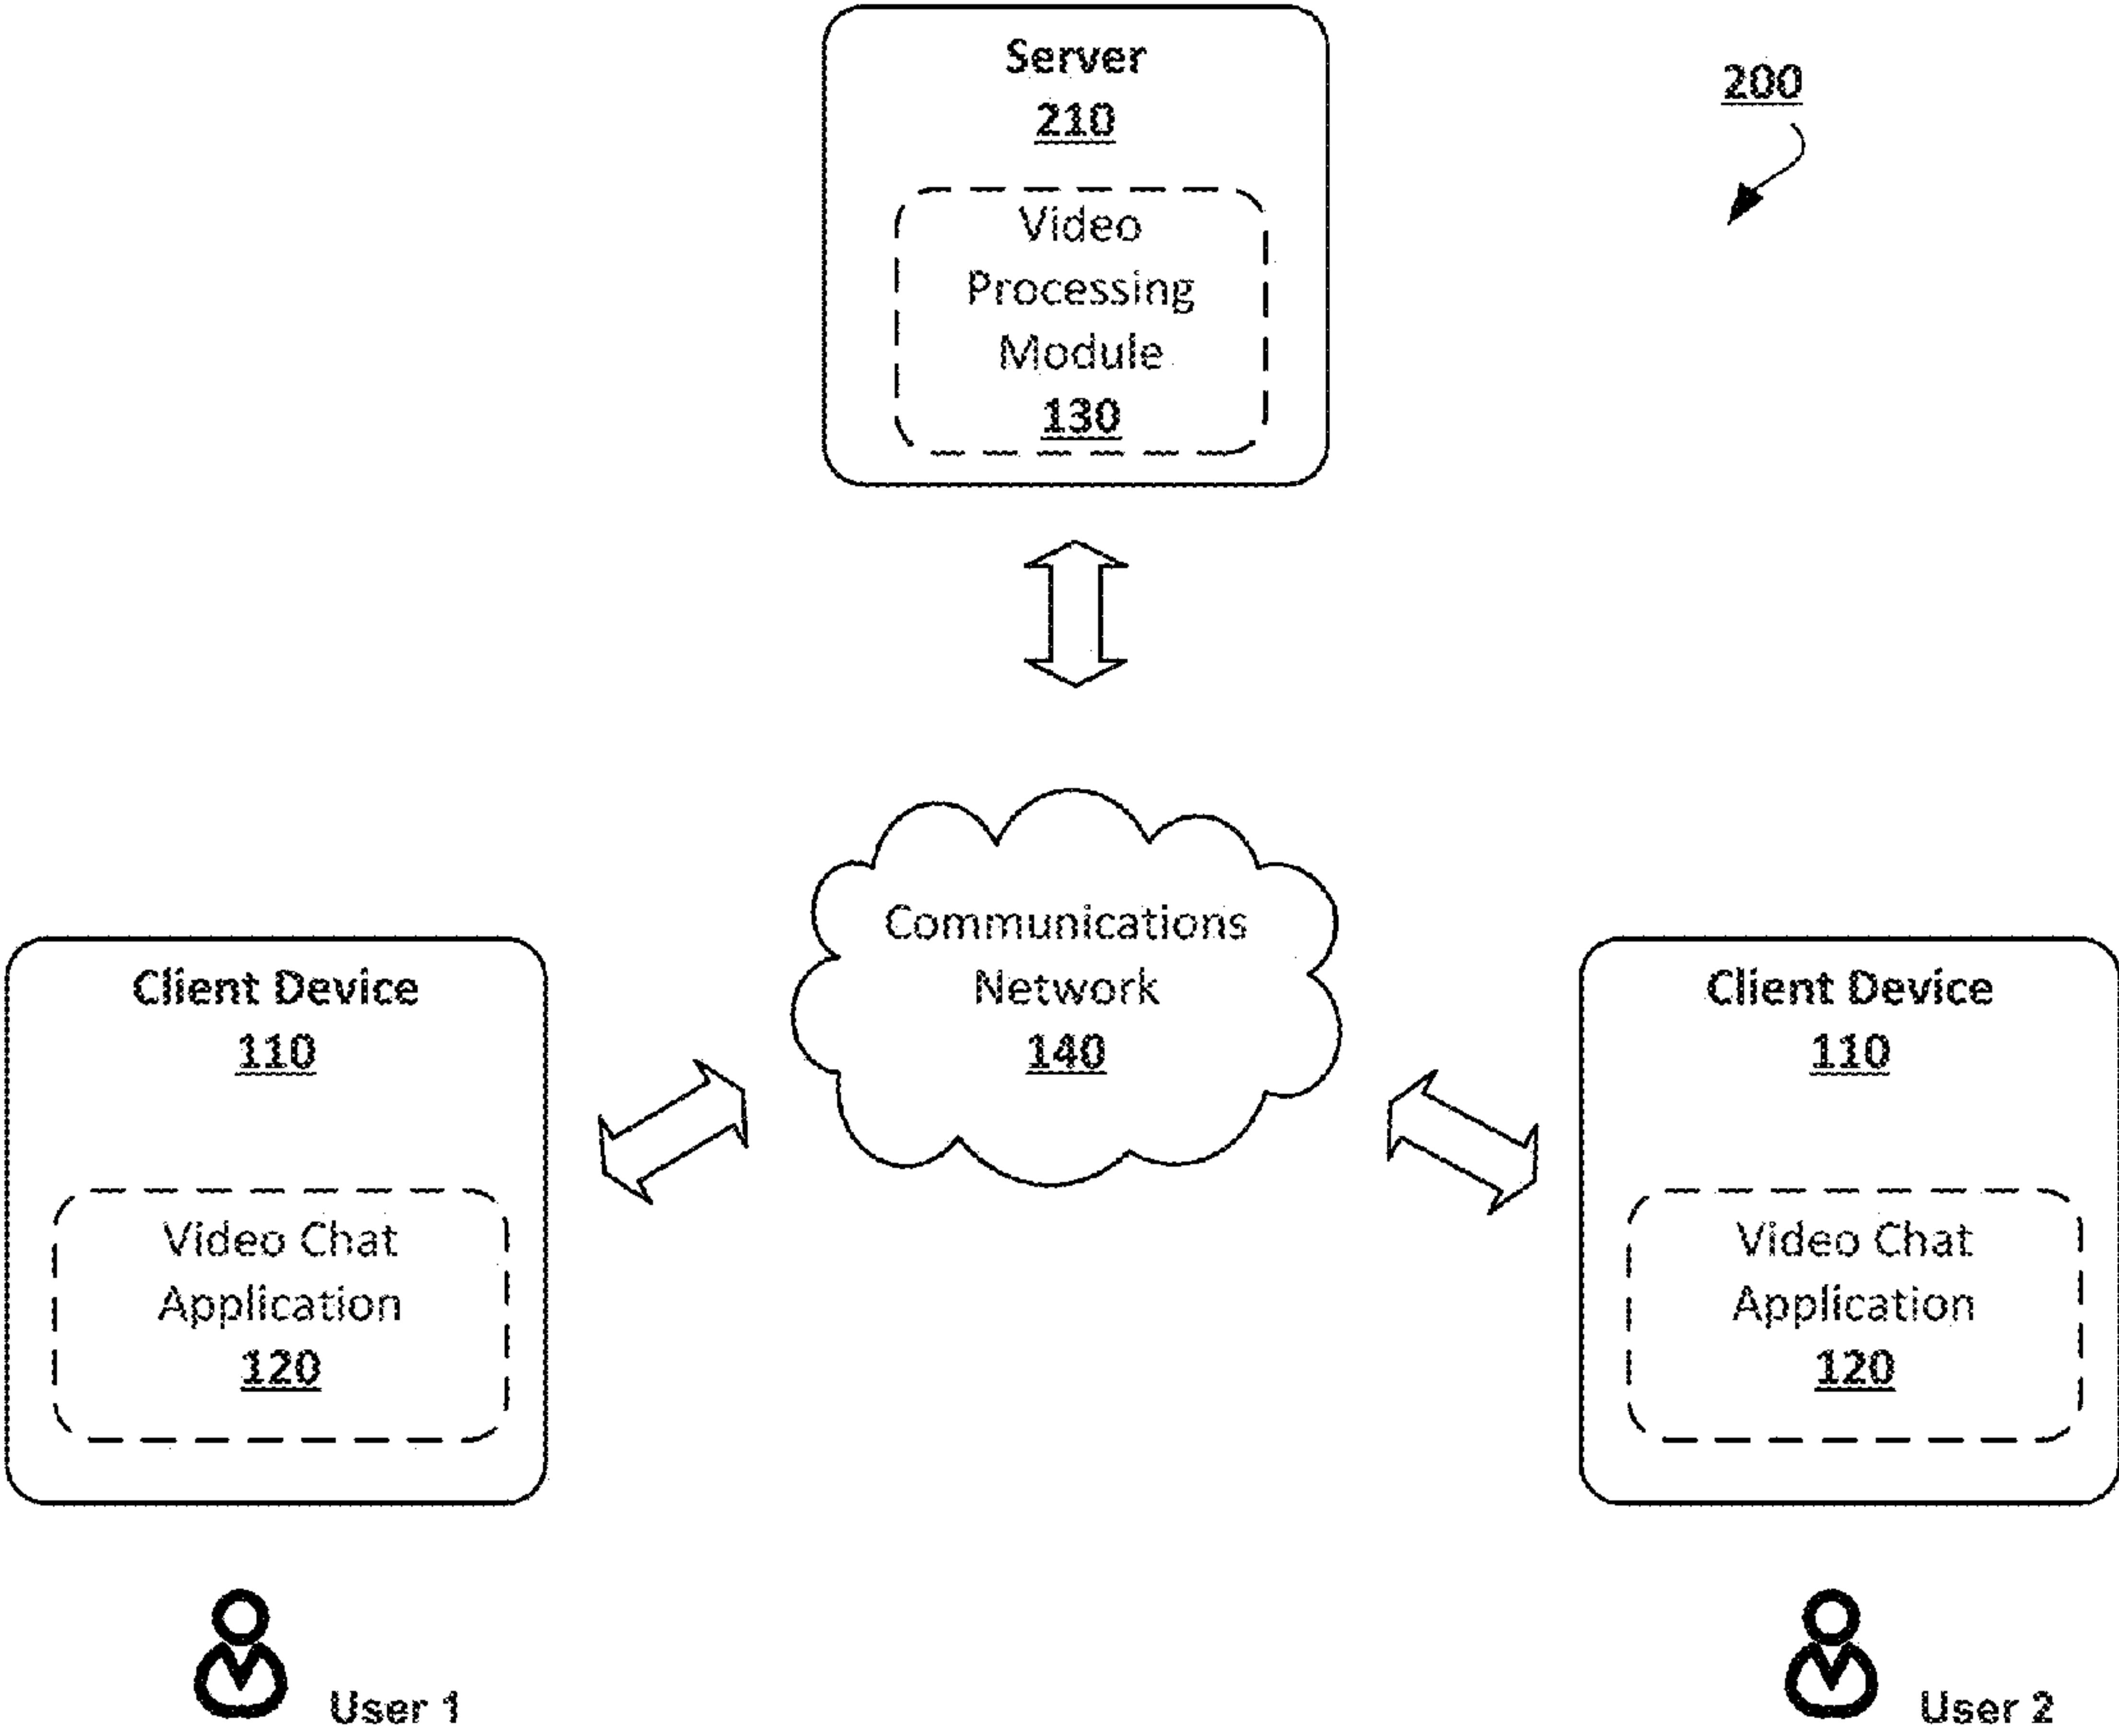 Server
210
200
Video
Processing
Module
130
Communications
Network
140
Client Device
110
Video Chat
Application
120
Client Device
110
Video Chat
Application
120
User 1
User 2